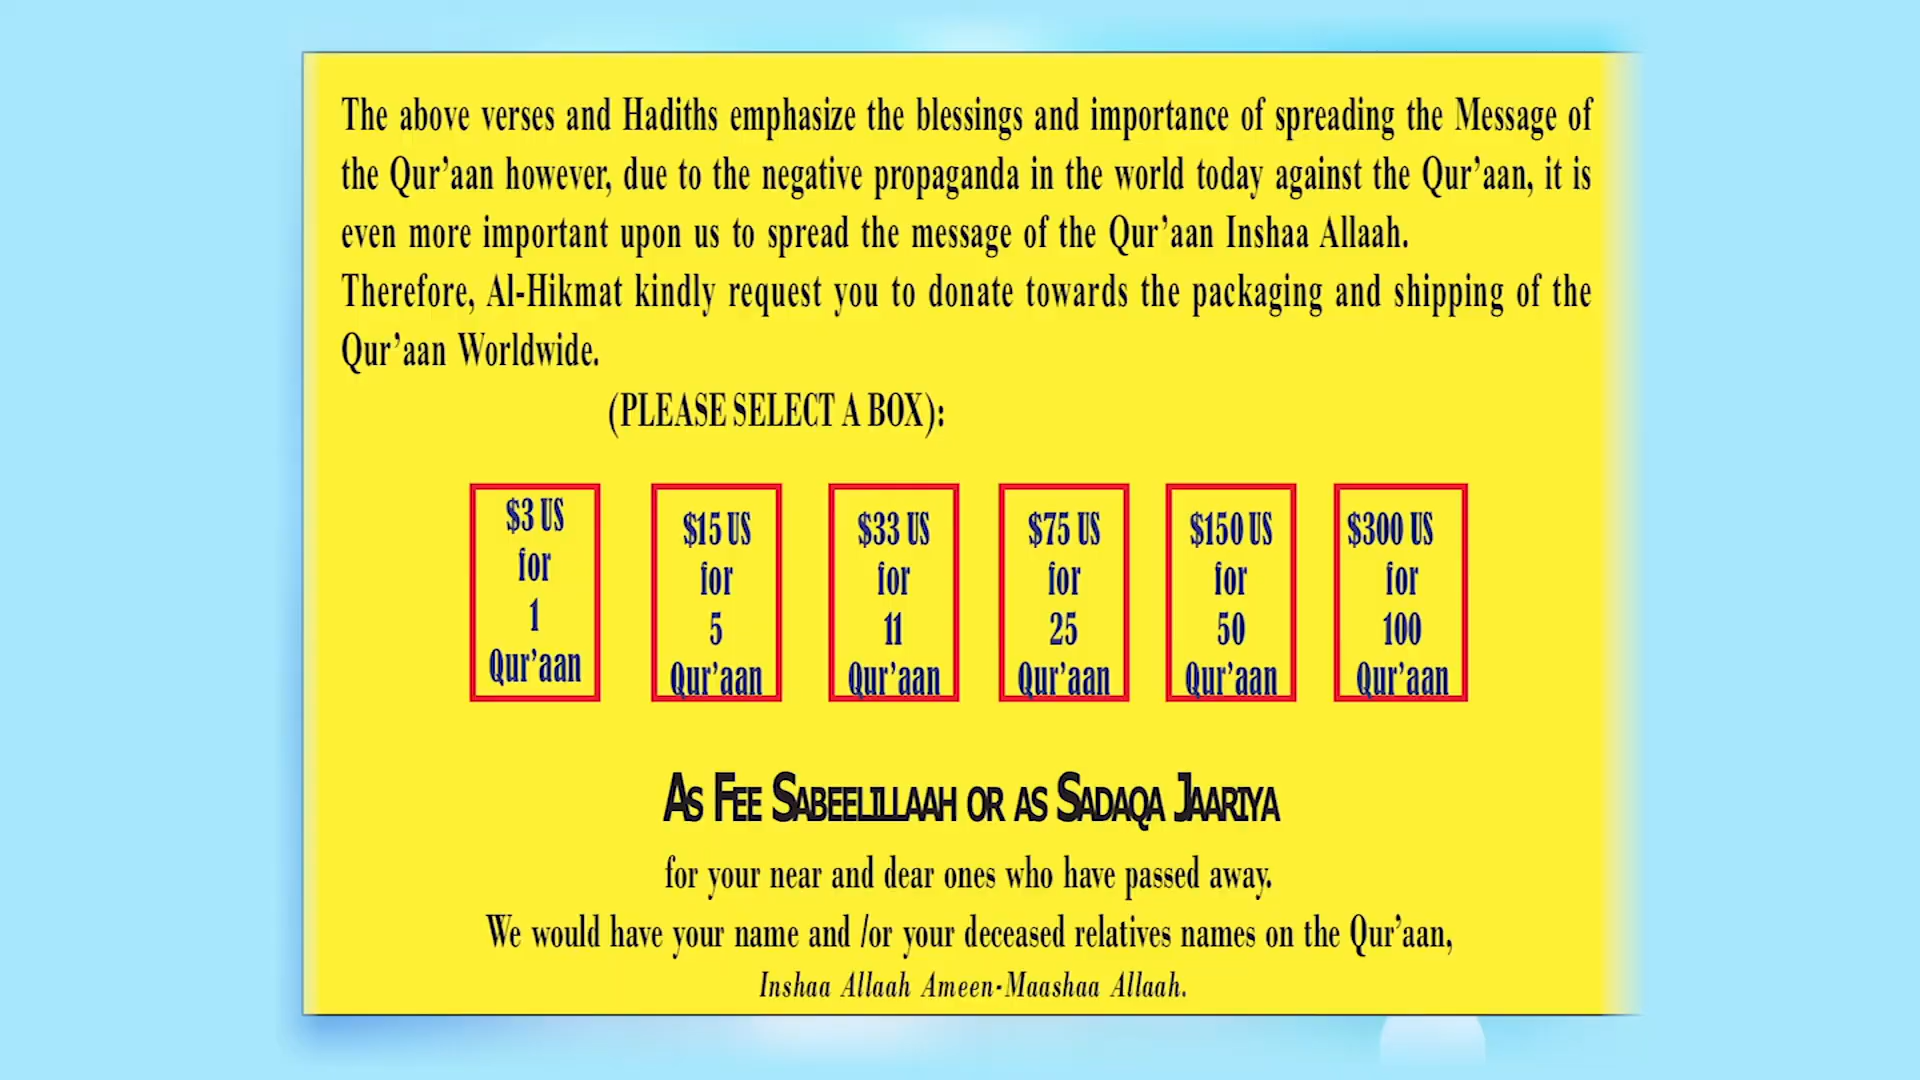 The above verses and Hadiths emphasize the blessings and importance of spreading the Message of
the Qur’aan however, due to the negative propaganda in the world today against the Qur’aan, it is
even more important upon us to spread the message of the Qur’aan Inshaa Allaah.
Therefore, Al-Hikmat kindly request you to donate towards the packaging and shipping of the
Qur’aan Worldwide.
(PLEASE SELECT A BOX):
$3 US
for
1
Qur’aan
$15 US
for
5
Qur’aan
$33 US
for
11
Qur’aan
$75 US
for
25
Qur’aan
$150 US
for
50
Qur’aan
$300 US
for
100
Qur’aan
As Fee Sabeelillaah or as Sadaqa Jaariya
for your near and dear ones who have passed away.
We would have your name and /or your deceased relatives names on the Qur’aan,
Inshaa Allaah Ameen-Maashaa Allaah.